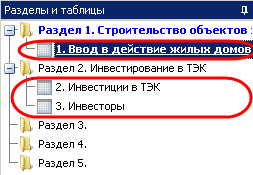 Разделы и таблицы
Раздел 1. Строительство объектов
1. Ввод в действие жилых домов
Раздел 2. Инвестирование в ТЭК
2. Инвестиции в ТЭК
3. Инвесторы
Раздел 3.
Раздел 4.
Раздел 5.